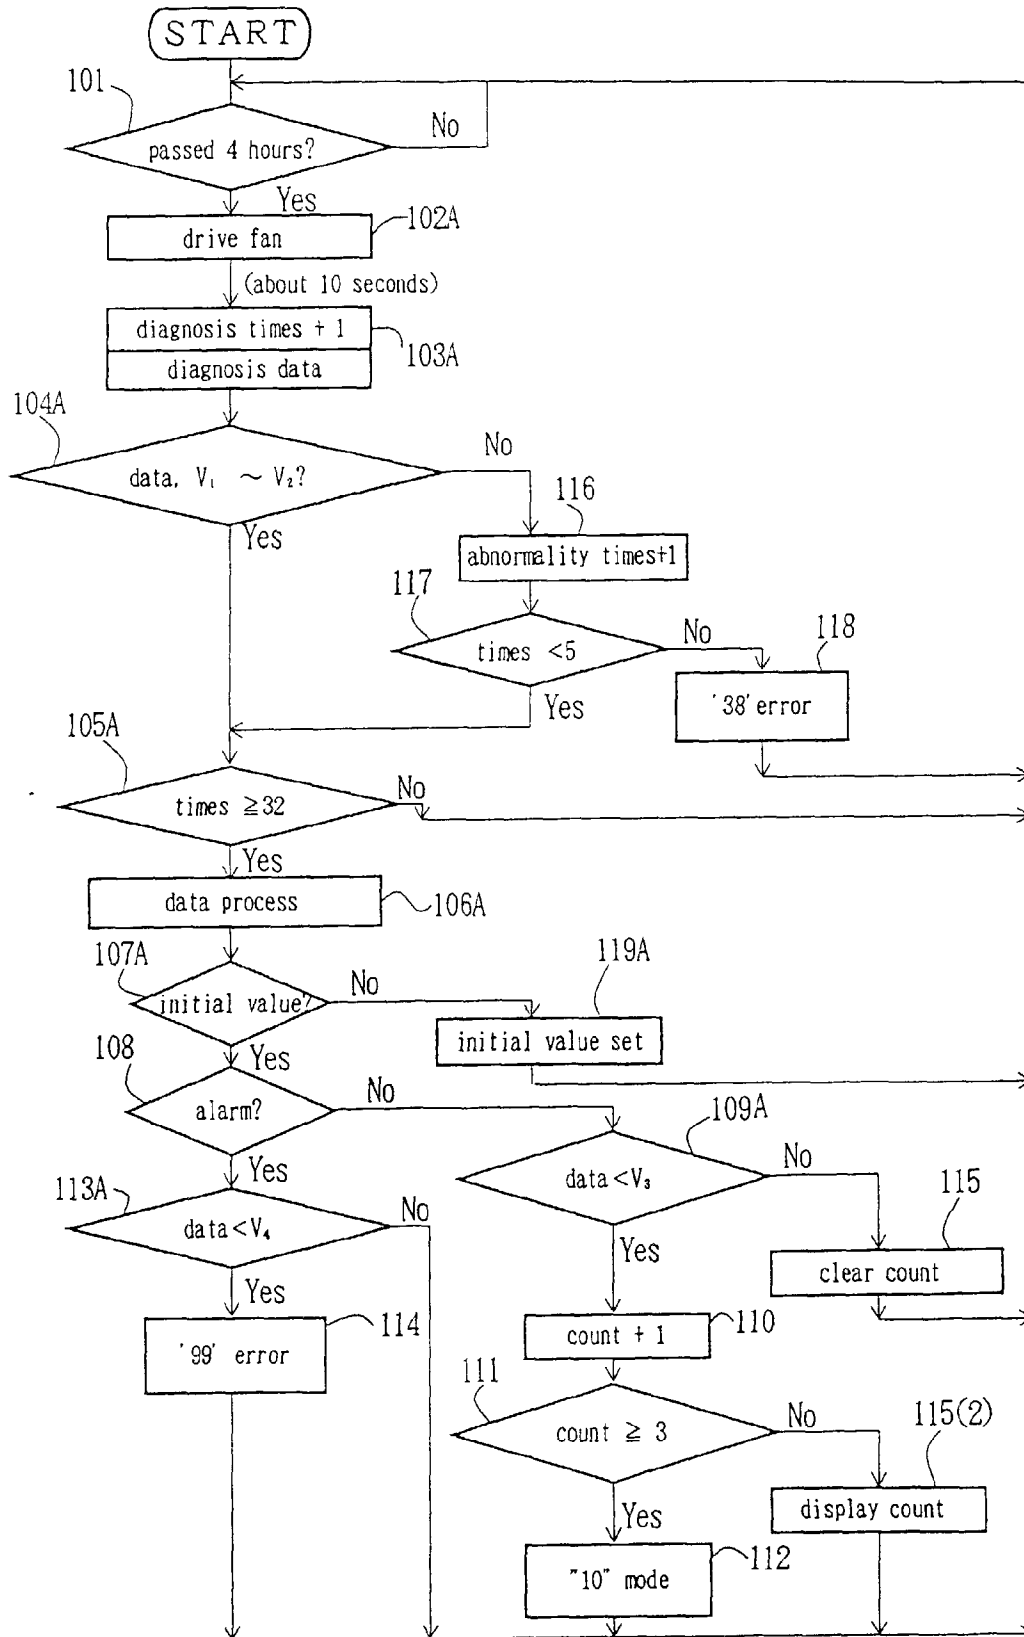 START
101
passed 4 hours?
No
Yes
102A
drive fan
(about 10 seconds)
diagnosis times + 1
103A
diagnosis data
104A
data, V₁ ～ V₂?
No
Yes
116
abnormality times+1
117
times <5
No
118
'38' error
Yes
105A
times ≧32
No
Yes
data process
106A
107A
initial value?
No
119A
initial value set
Yes
108
alarm?
No
109A
data<V₃
No
Yes
113A
data<V₄
No
115
clear count
Yes
Yes
'99' error
114
count + 1
110
111
count ≧ 3
No
115(2)
display count
Yes
"10" mode
112